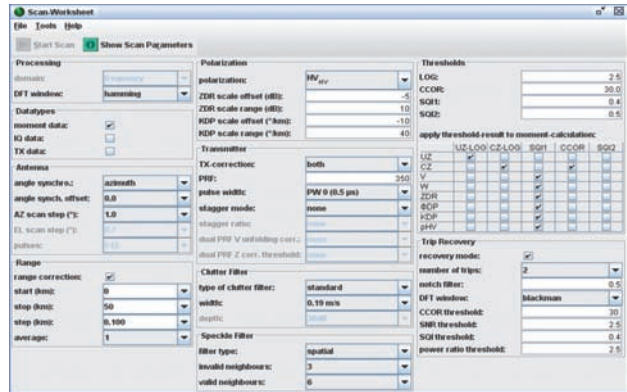 Scan-Worksheet
File Tools Help
Start Scan Show Scan Parameters
Processing
domain:
DFT window: hamming
Datatypes
moment data:
IQ data:
TX data:
Antenna
angle synchro.: azimuth
angle synch. offset: 0.0
AZ scan step (°): 1.0
EL scan step (°):
pulses:
Range
range correction:
start (km): 0
stop (km): 50
step (km): 0.100
average: 1
Polarization
polarization: HV HV
ZDR scale offset (dB): -5
ZDR scale range (dB): 10
KDP scale offset (°/km): -10
KDP scale range (°/km): 40
Transmitter
TX-correction: both
PRF: 350
pulse width: PW 0 (0.5 µs)
stagger mode: none
stagger ratio: none
dual PRF V unfolding corr.: none
dual PRF Z corr. threshold: none
Clutter Filter
type of clutter filter: standard
width: 0.19 m/s
depth:
Speckle Filter
filter type: spatial
invalid neighbours: 3
valid neighbours: 6
Thresholds
LOG: 2.5
CCOR: 30.0
SQI1: 0.4
SQI2: 0.5
apply threshold-result to moment-calculation:
UZ-LOG CZ-LOG SQI1 CCOR SQI2
UZ
CZ
V
W
ZDR
ΦDP
KDP
ρHV
Trip Recovery
recovery mode:
number of trips: 2
notch filter: 0.5
DFT window: blackman
CCOR threshold: 30
SNR threshold: 2.5
SQI threshold: 0.4
power ratio threshold: 2.5